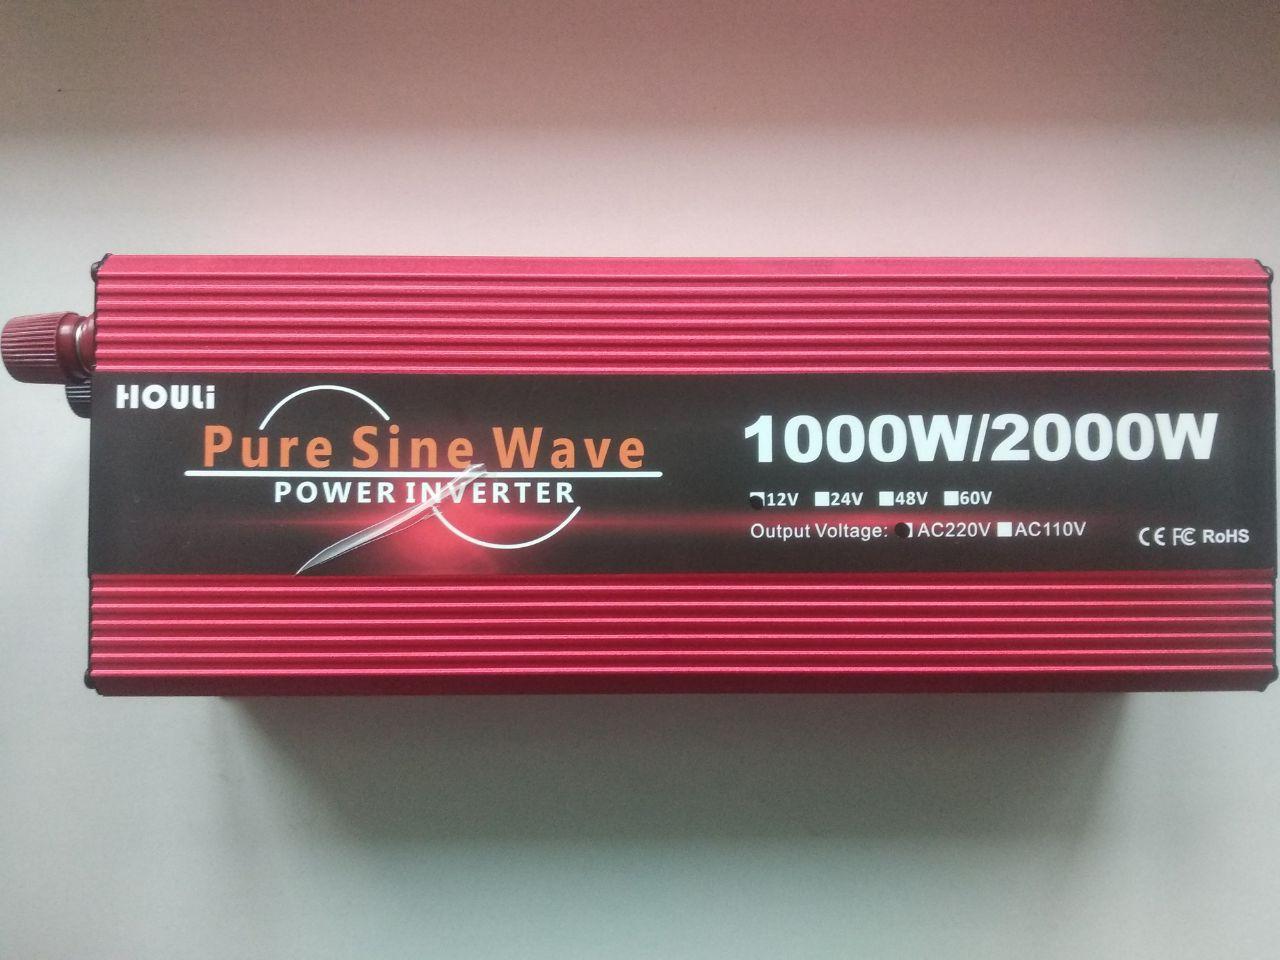 HOULi
Pure Sine Wave
POWER INVERTER
1000W/2000W
12V 24V 48V 60V
Output Voltage: AC220V AC110V
CE FC RoHS